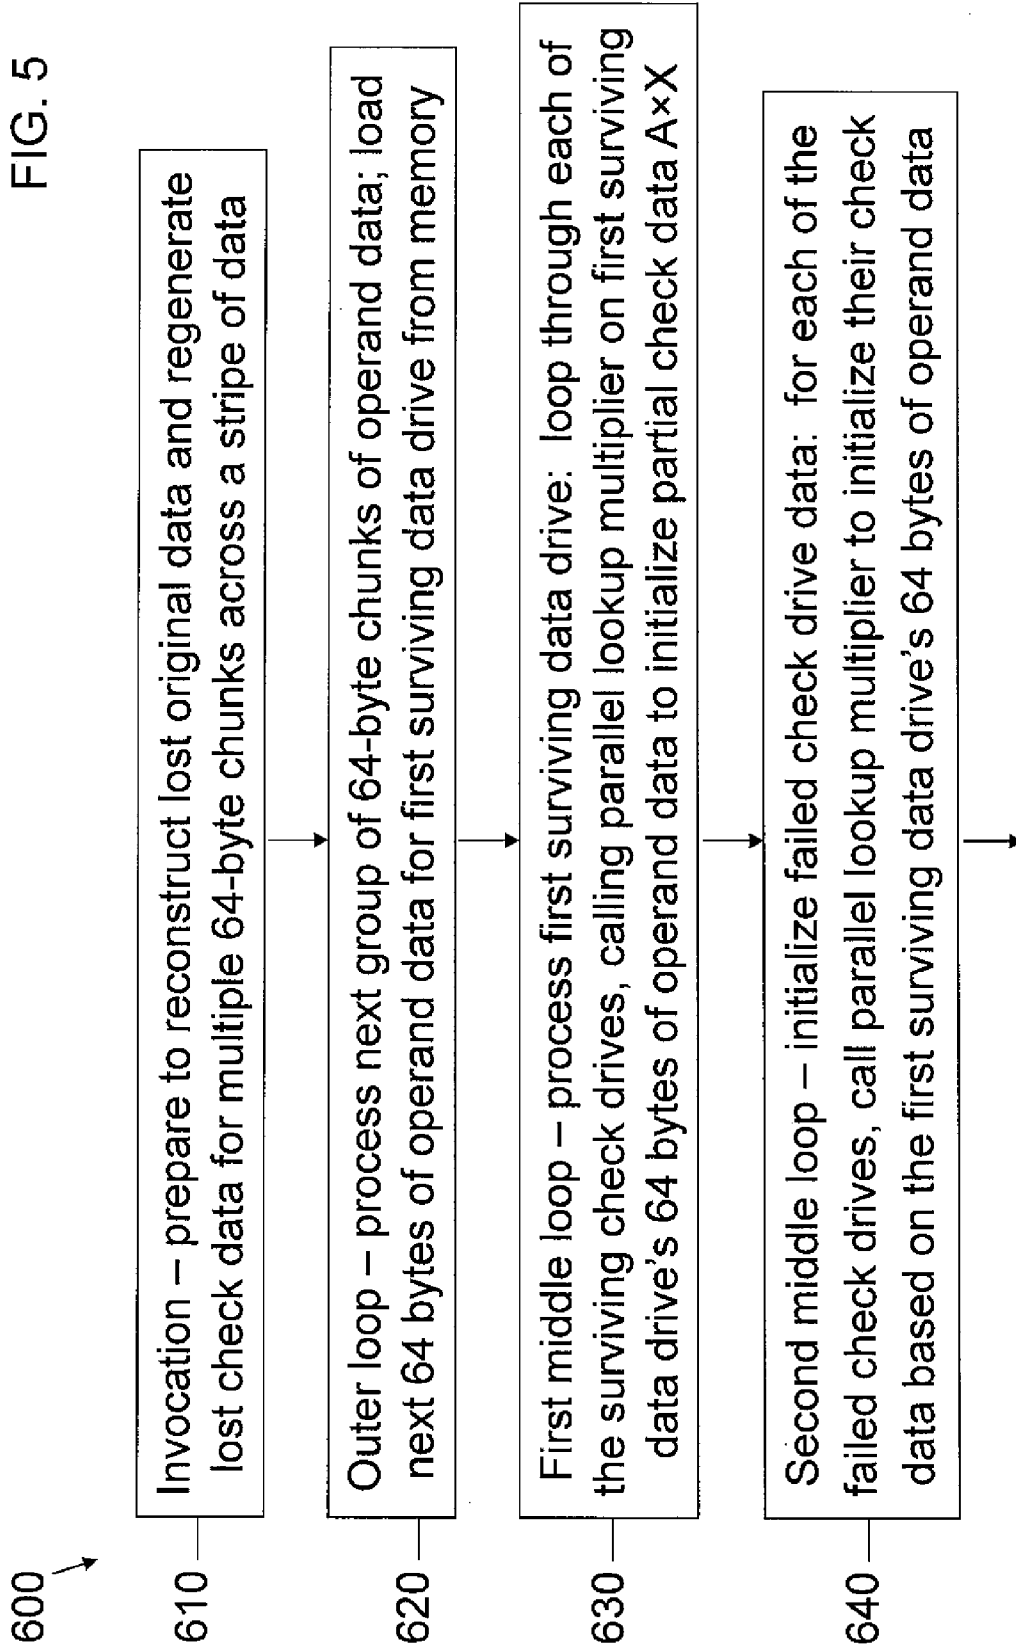 FIG. 5
600
610
Invocation – prepare to reconstruct lost original data and regenerate
lost check data for multiple 64-byte chunks across a stripe of data
620
Outer loop – process next group of 64-byte chunks of operand data; load
next 64 bytes of operand data for first surviving data drive from memory
630
First middle loop – process first surviving data drive: loop through each of
the surviving check drives, calling parallel lookup multiplier on first surviving
data drive's 64 bytes of operand data to initialize partial check data A×X
640
Second middle loop – initialize failed check drive data: for each of the
failed check drives, call parallel lookup multiplier to initialize their check
data based on the first surviving data drive's 64 bytes of operand data